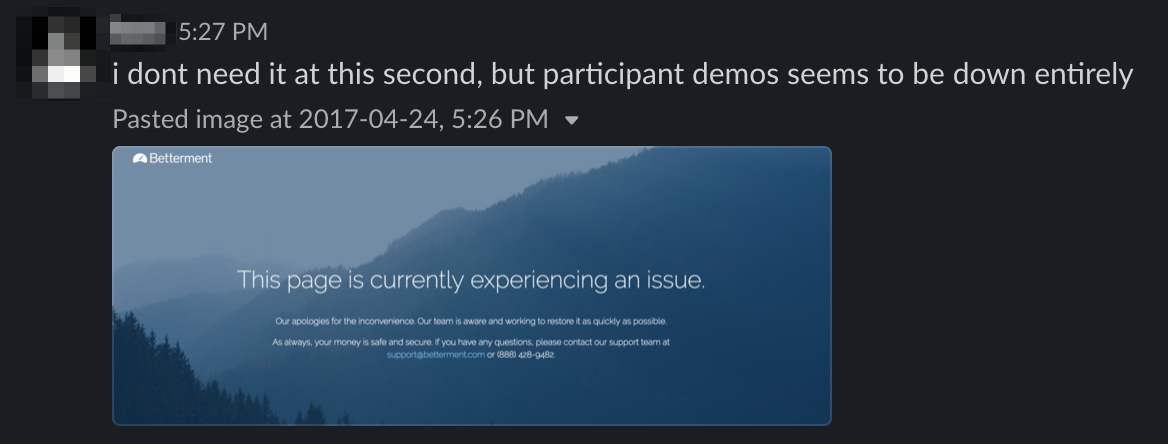 5:27 PM
i dont need it at this second, but participant demos seems to be down entirely
Pasted image at 2017-04-24, 5:26 PM
Betterment
This page is currently experiencing an issue.
Our apologies for the inconvenience. Our team is aware and working to restore it as quickly as possible.
As always, your money is safe and secure. If you have any questions, please contact our support team at
support@betterment.com or (888) 428-9482.